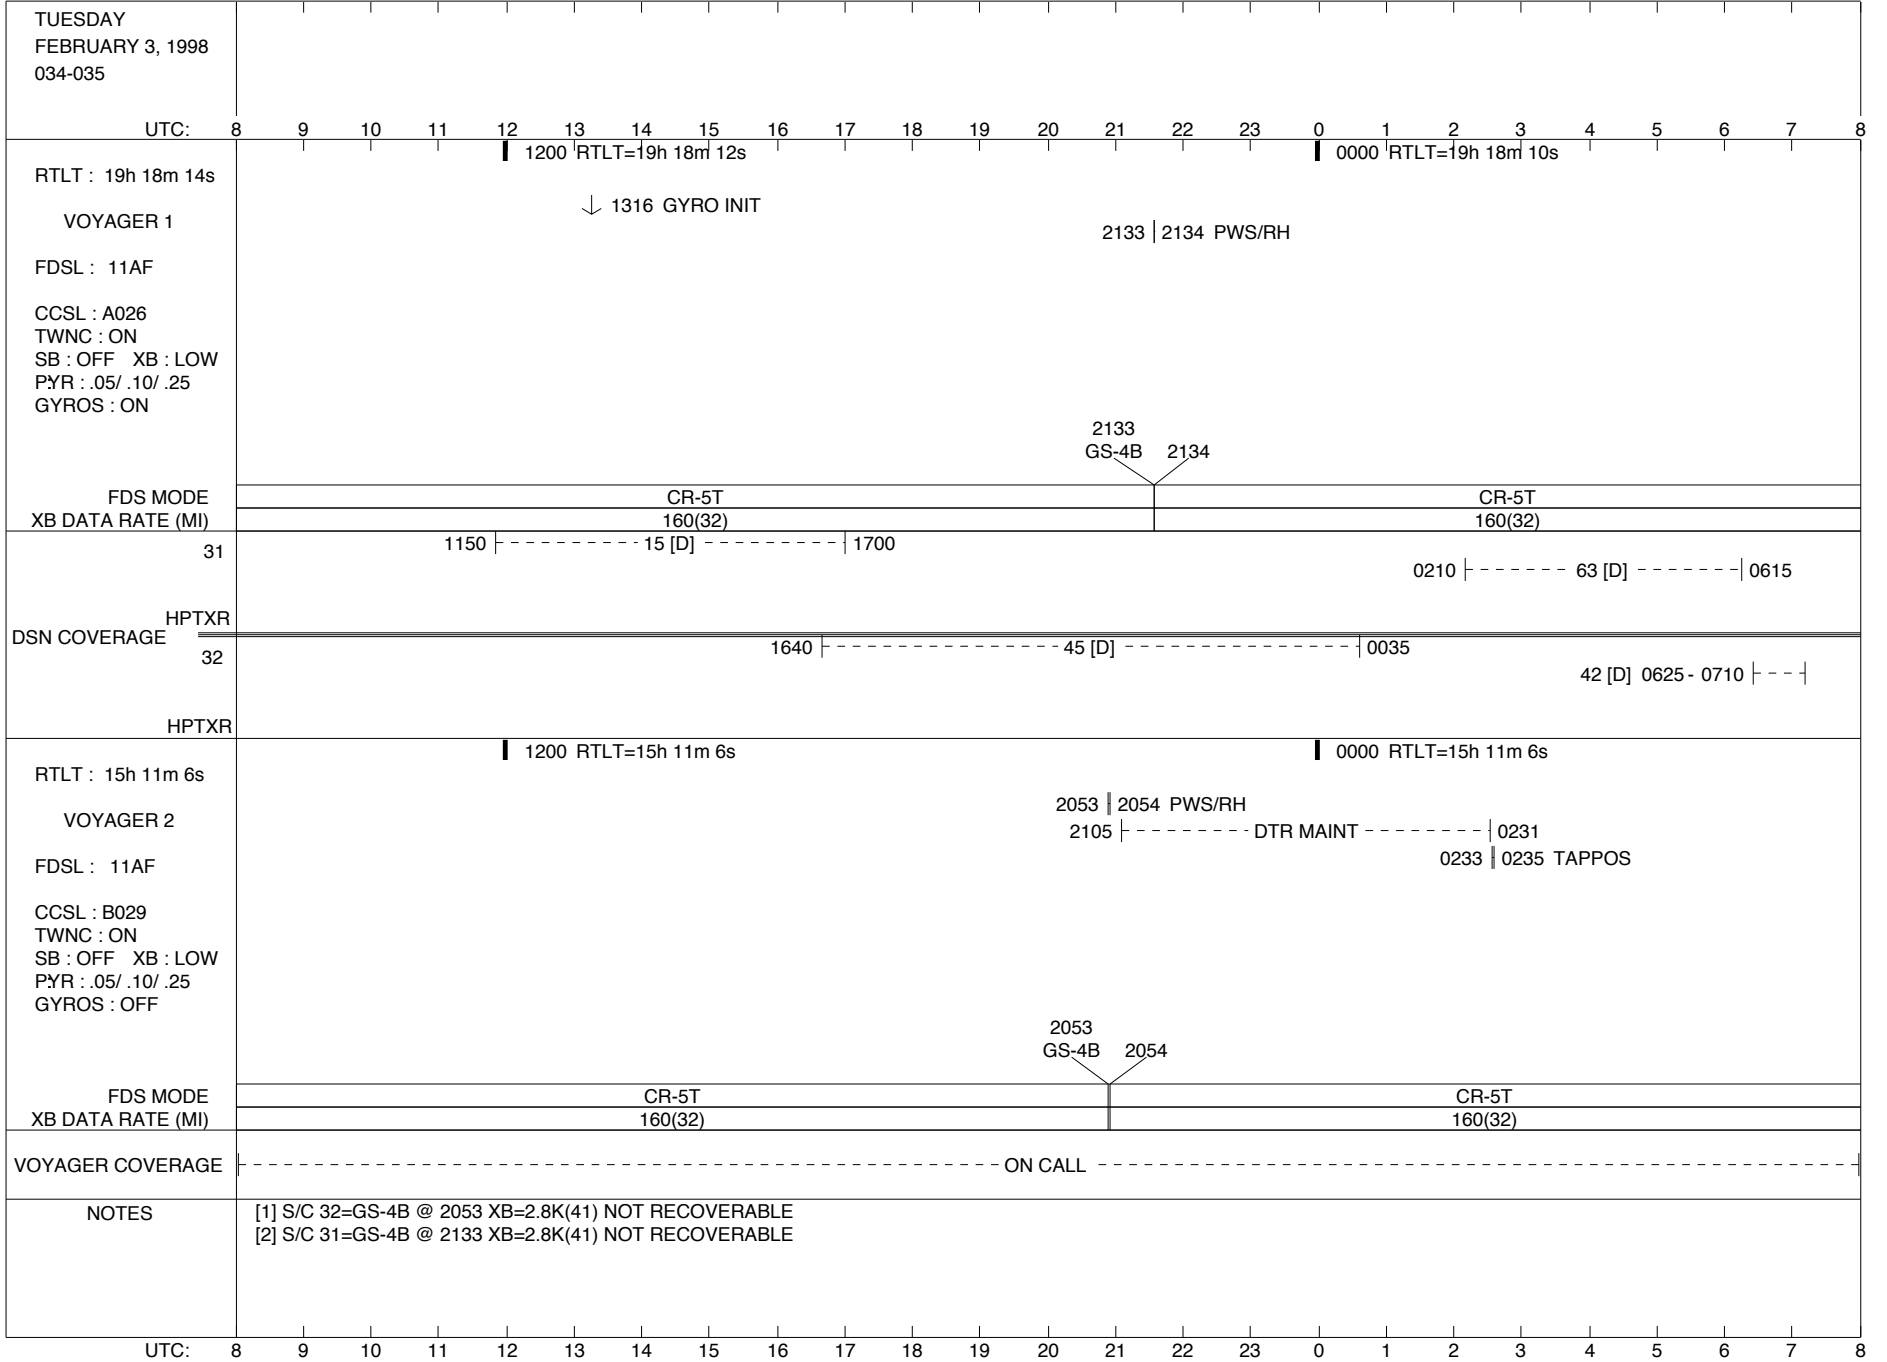 TUESDAY
FEBRUARY 3, 1998
034-035
UTC: 8 9 10 11 12 13 14 15 16 17 18 19 20 21 22 23 0 1 2 3 4 5 6 7 8
1200 RTLT=19h 18m 12s 0000 RTLT=19h 18m 10s
RTLT : 19h 18m 14s
1316 GYRO INIT
VOYAGER 1
2133 2134 PWS/RH
FDSL : 11AF
CCSL : A026
TWNC : ON
SB : OFF XB : LOW
PYR : .05/ .10/ .25
GYROS : ON
2133
GS-4B 2134
FDS MODE CR-5T CR-5T
XB DATA RATE (MI) 160(32) 160(32)
31 1150 15 [D] 1700
0210 63 [D] 0615
HPTXR
DSN COVERAGE
32 1640 45 [D] 0035
42 [D] 0625 - 0710
HPTXR
1200 RTLT=15h 11m 6s 0000 RTLT=15h 11m 6s
RTLT : 15h 11m 6s
2053 2054 PWS/RH
VOYAGER 2
2105 DTR MAINT 0231
0233 0235 TAPPOS
FDSL : 11AF
CCSL : B029
TWNC : ON
SB : OFF XB : LOW
PYR : .05/ .10/ .25
GYROS : OFF
2053
GS-4B 2054
FDS MODE CR-5T CR-5T
XB DATA RATE (MI) 160(32) 160(32)
VOYAGER COVERAGE ON CALL
NOTES [1] S/C 32=GS-4B @ 2053 XB=2.8K(41) NOT RECOVERABLE
[2] S/C 31=GS-4B @ 2133 XB=2.8K(41) NOT RECOVERABLE
UTC: 8 9 10 11 12 13 14 15 16 17 18 19 20 21 22 23 0 1 2 3 4 5 6 7 8